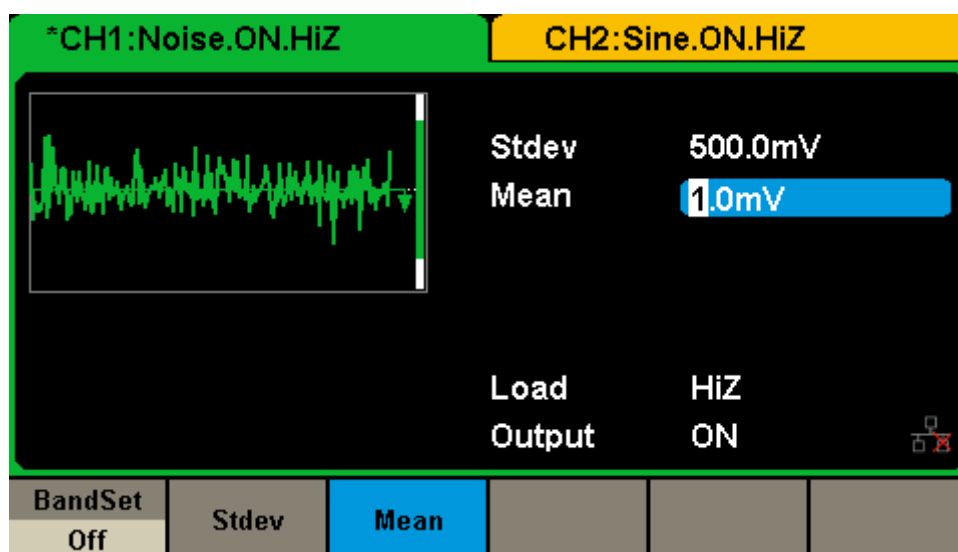 *CH1:Noise.ON.HiZ CH2:Sine.ON.HiZ
Stdev 500.0mV
Mean 1.0mV
Load HiZ
Output ON
BandSet Stdev Mean
Off